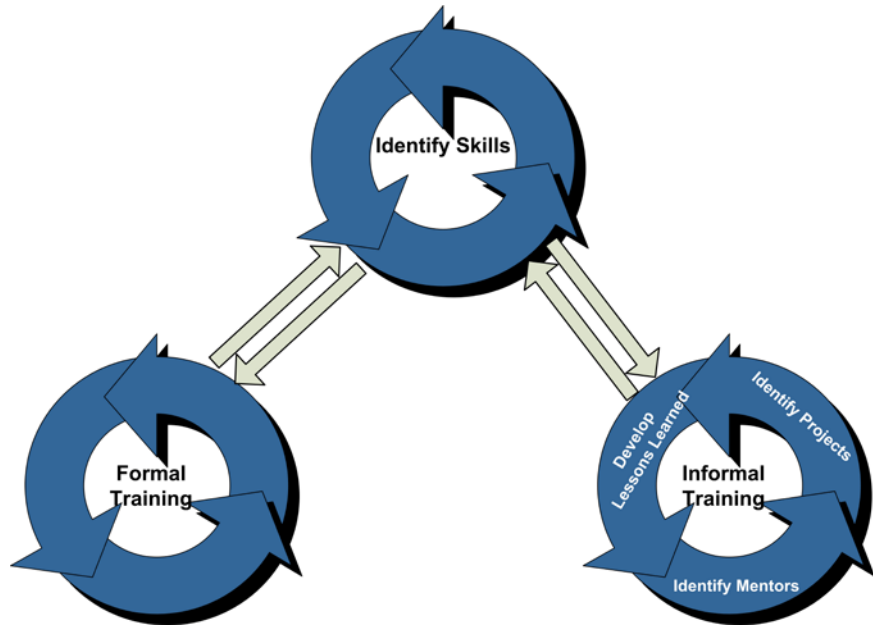 Identify Skills
Formal
Training
Informal
Training
Develop
Lessons Learned
Identify Projects
Identify Mentors